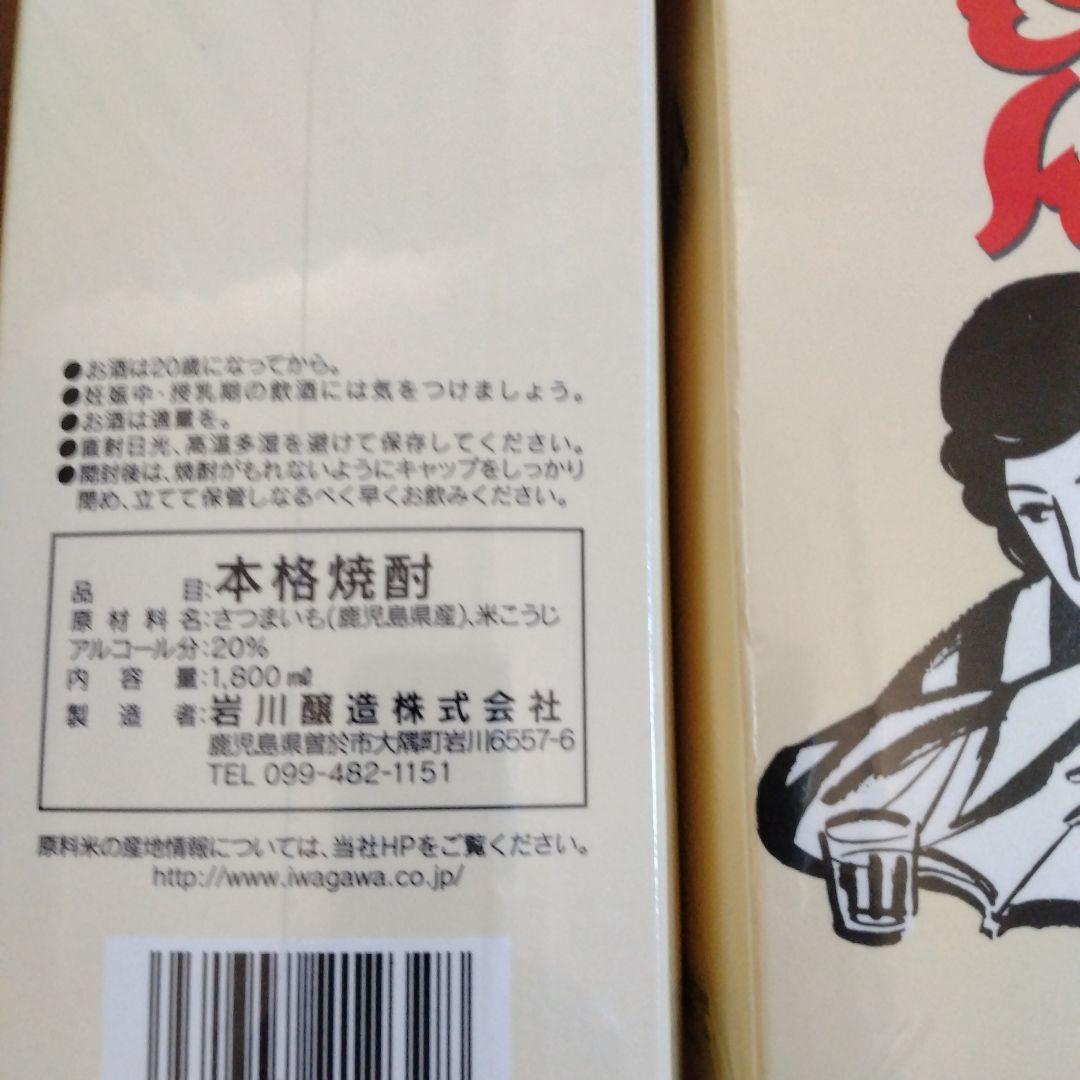 ●お酒は20歳になってから。
●妊娠中・授乳期の飲酒には気をつけましょう。
●お酒は適量を。
●直射日光、高温多湿を避けて保存してください。
●開封後は、焼酎がもれないようにキャップをしっかり
閉め、立てて保管しなるべく早くお飲みください。
品目:本格焼酎
原材料名:さつまいも(鹿児島県産)、米こうじ
アルコール分:20%
内容量:1,800㎖
製造者:岩川醸造株式会社
鹿児島県曽於市大隅町岩川6557-6
TEL 099-482-1151
原料米の産地情報については、当社HPをご覧ください。
http://www.iwagawa.co.jp/
ん